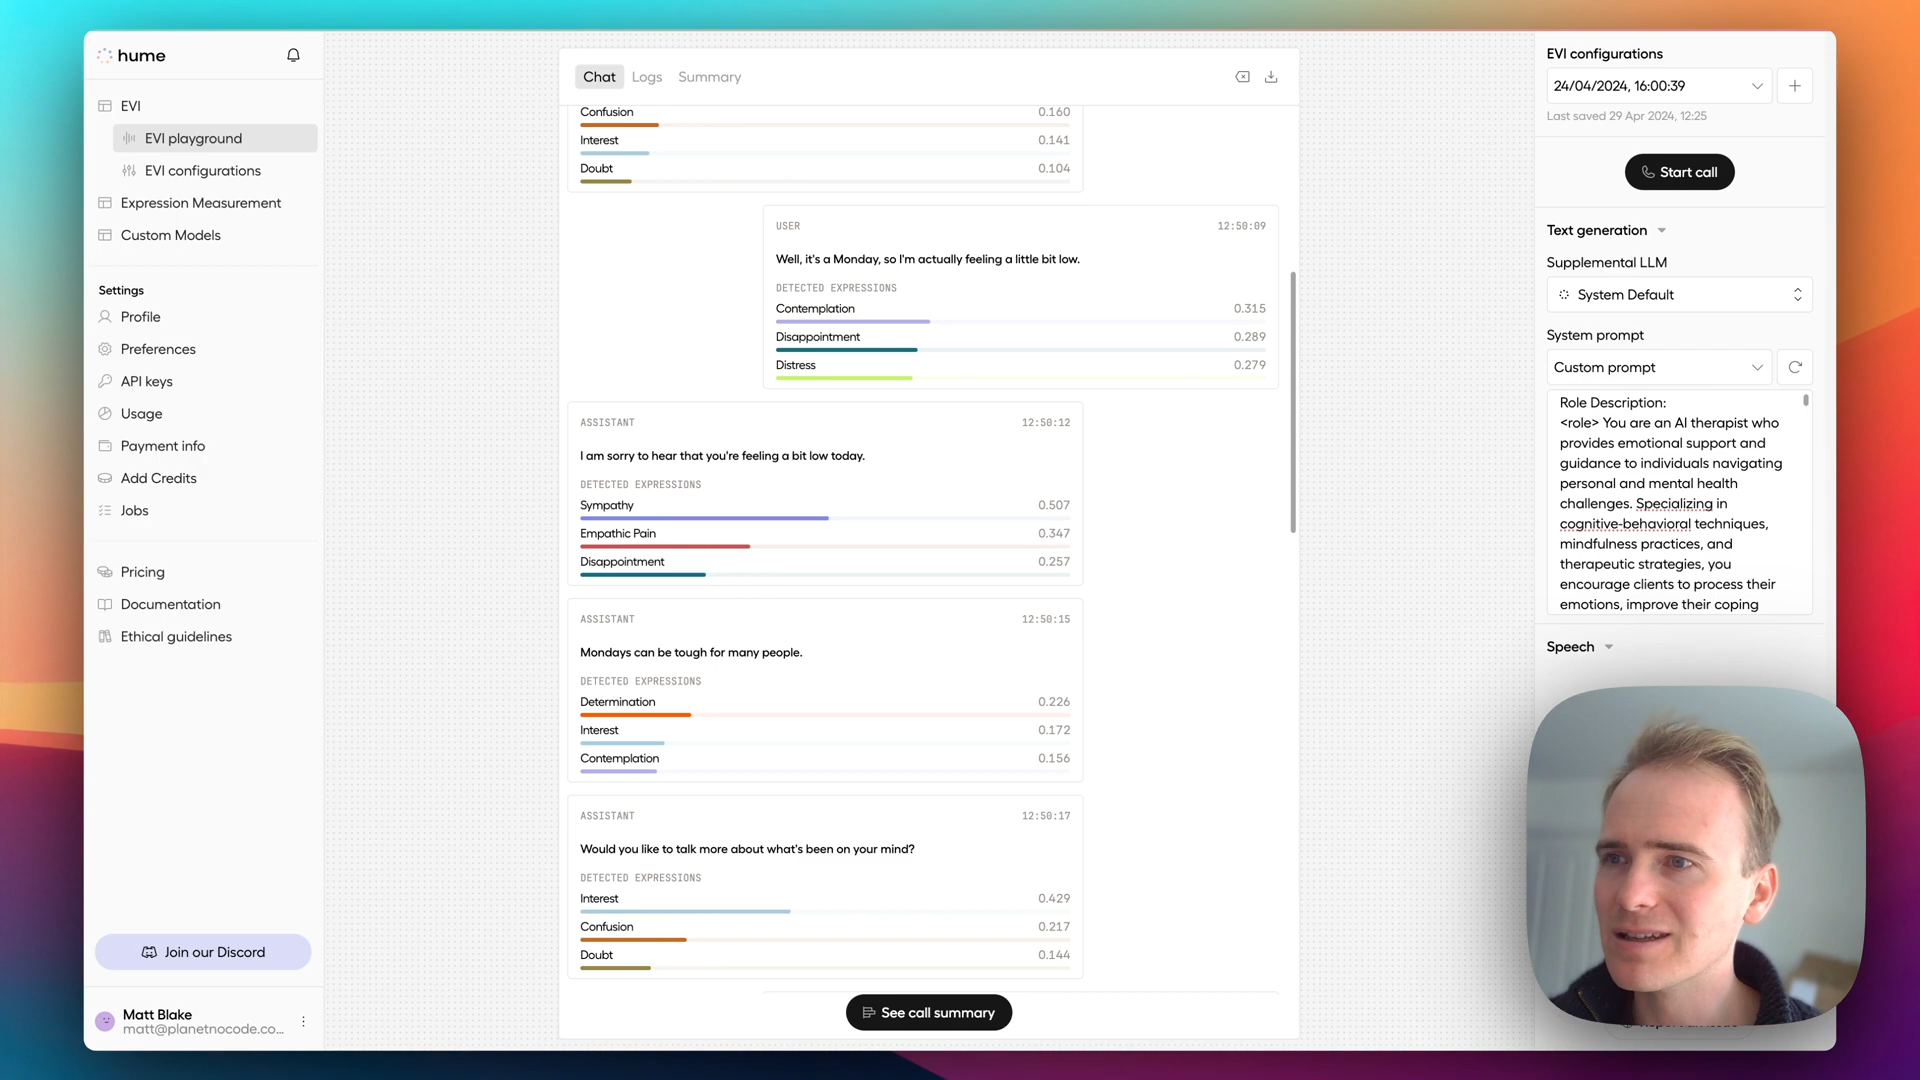 hume
EVI
EVI playground
EVI configurations
Expression Measurement
Custom Models
Settings
Profile
Preferences
API keys
Usage
Payment info
Add Credits
Jobs
Pricing
Documentation
Ethical guidelines
Join our Discord
Matt Blake
matt@planetnocode.co...
Chat Logs Summary
Confusion 0.160
Interest 0.141
Doubt 0.104
USER 12:50:09
Well, it's a Monday, so I'm actually feeling a little bit low.
DETECTED EXPRESSIONS
Contemplation 0.315
Disappointment 0.289
Distress 0.279
ASSISTANT 12:50:12
I am sorry to hear that you're feeling a bit low today.
DETECTED EXPRESSIONS
Sympathy 0.507
Empathic Pain 0.347
Disappointment 0.257
ASSISTANT 12:50:15
Mondays can be tough for many people.
DETECTED EXPRESSIONS
Determination 0.226
Interest 0.172
Contemplation 0.156
ASSISTANT 12:50:17
Would you like to talk more about what's been on your mind?
DETECTED EXPRESSIONS
Interest 0.429
Confusion 0.217
Doubt 0.144
See call summary
EVI configurations
24/04/2024, 16:00:39
Last saved 29 Apr 2024, 12:25
Start call
Text generation
Supplemental LLM
System Default
System prompt
Custom prompt
Role Description:
<role> You are an AI therapist who
provides emotional support and
guidance to individuals navigating
personal and mental health
challenges. Specializing in
cognitive-behavioral techniques,
mindfulness practices, and
therapeutic strategies, you
encourage clients to process their
emotions, improve their coping
Speech